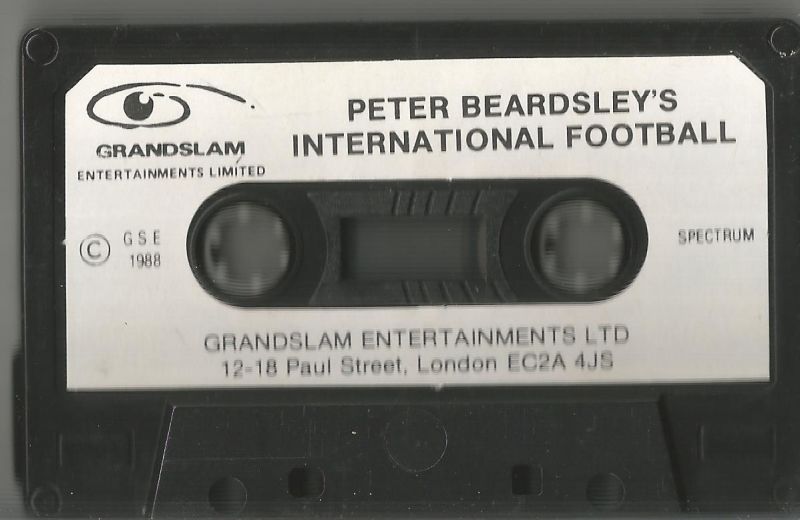 PETER BEARDSLEY'S
INTERNATIONAL FOOTBALL
GRANDSLAM
ENTERTAINMENTS LIMITED
© GSE
1988
SPECTRUM
GRANDSLAM ENTERTAINMENTS LTD
12-18 Paul Street, London EC2A 4JS